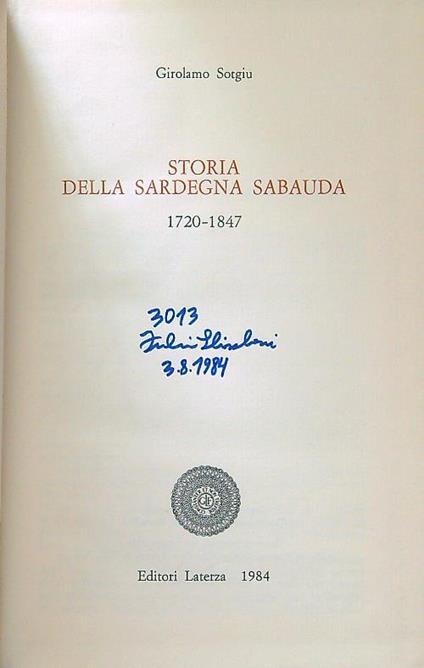 Girolamo Sotgiu
STORIA
DELLA SARDEGNA SABAUDA
1720-1847
3013
3.8.1984
Editori Laterza 1984